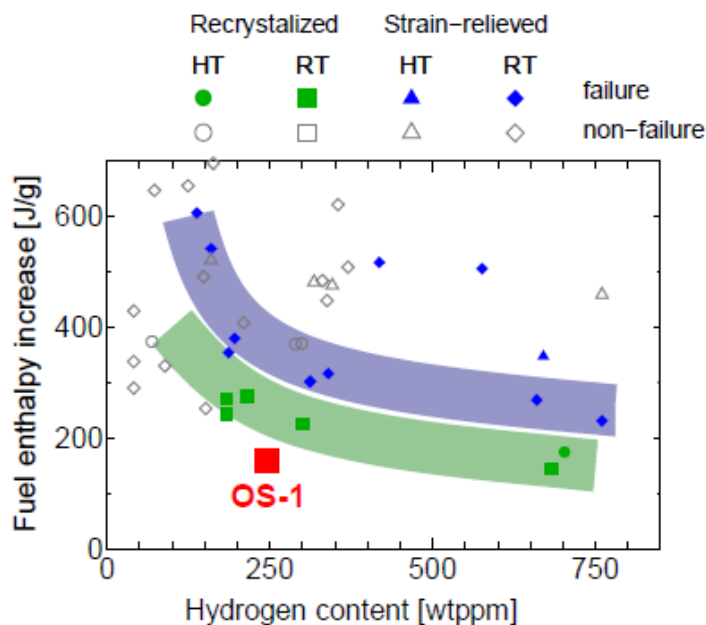 Recrystalized Strain−relieved
HT RT HT RT
failure
non−failure
Fuel enthalpy increase [J/g]
600
400
200
0
OS-1
0 250 500 750
Hydrogen content [wtppm]